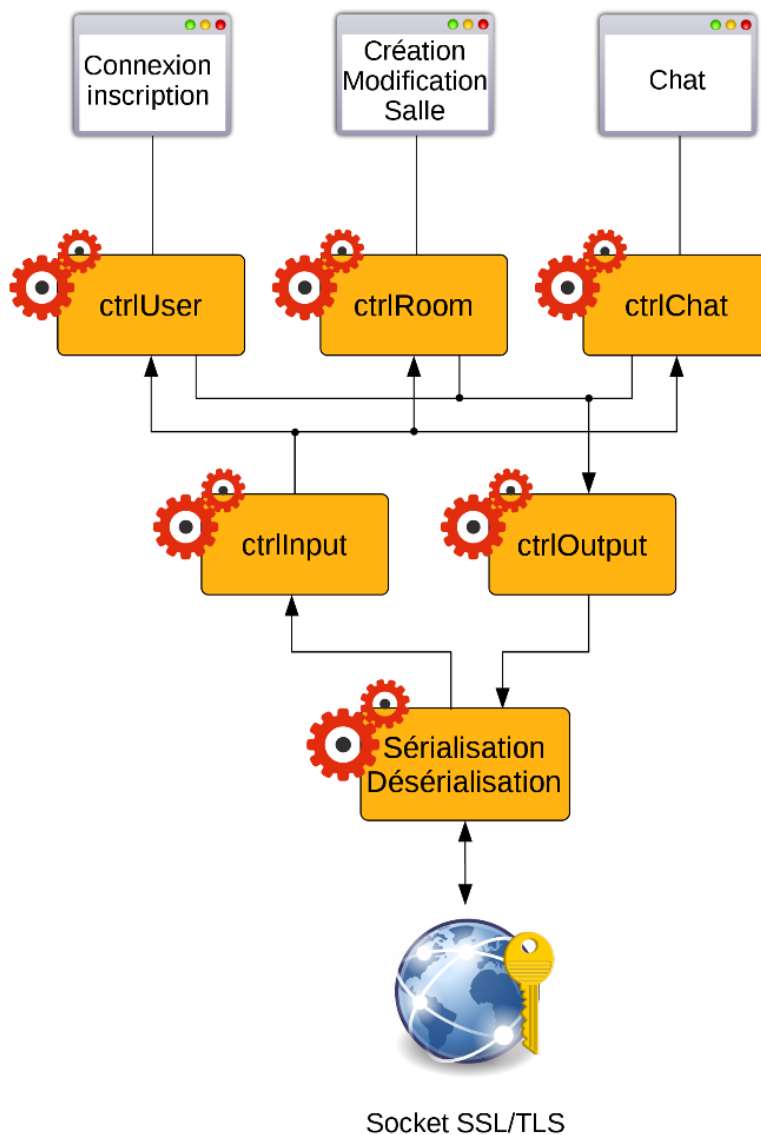 Connexion
inscription
Création
Modification
Salle
Chat
ctrlUser
ctrlRoom
ctrlChat
ctrlInput
ctrlOutput
Sérialisation
Désérialisation
Socket SSL/TLS